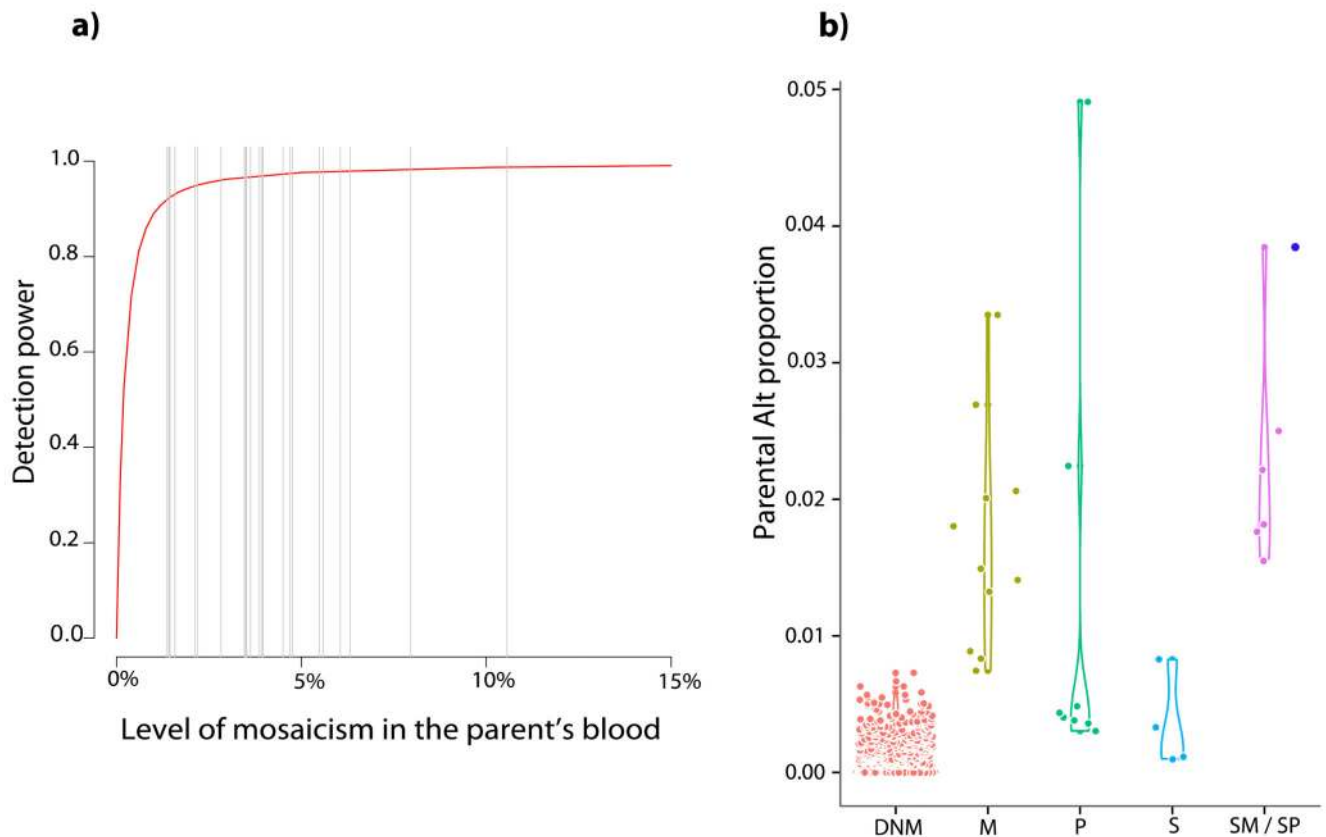 a)
Detection power
1.0
0.8
0.6
0.4
0.2
0.0
0%
5%
10%
15%
Level of mosaicism in the parent's blood
b)
Parental Alt proportion
0.05
0.04
0.03
0.02
0.01
0.00
DNM
M
P
S
SM / SP